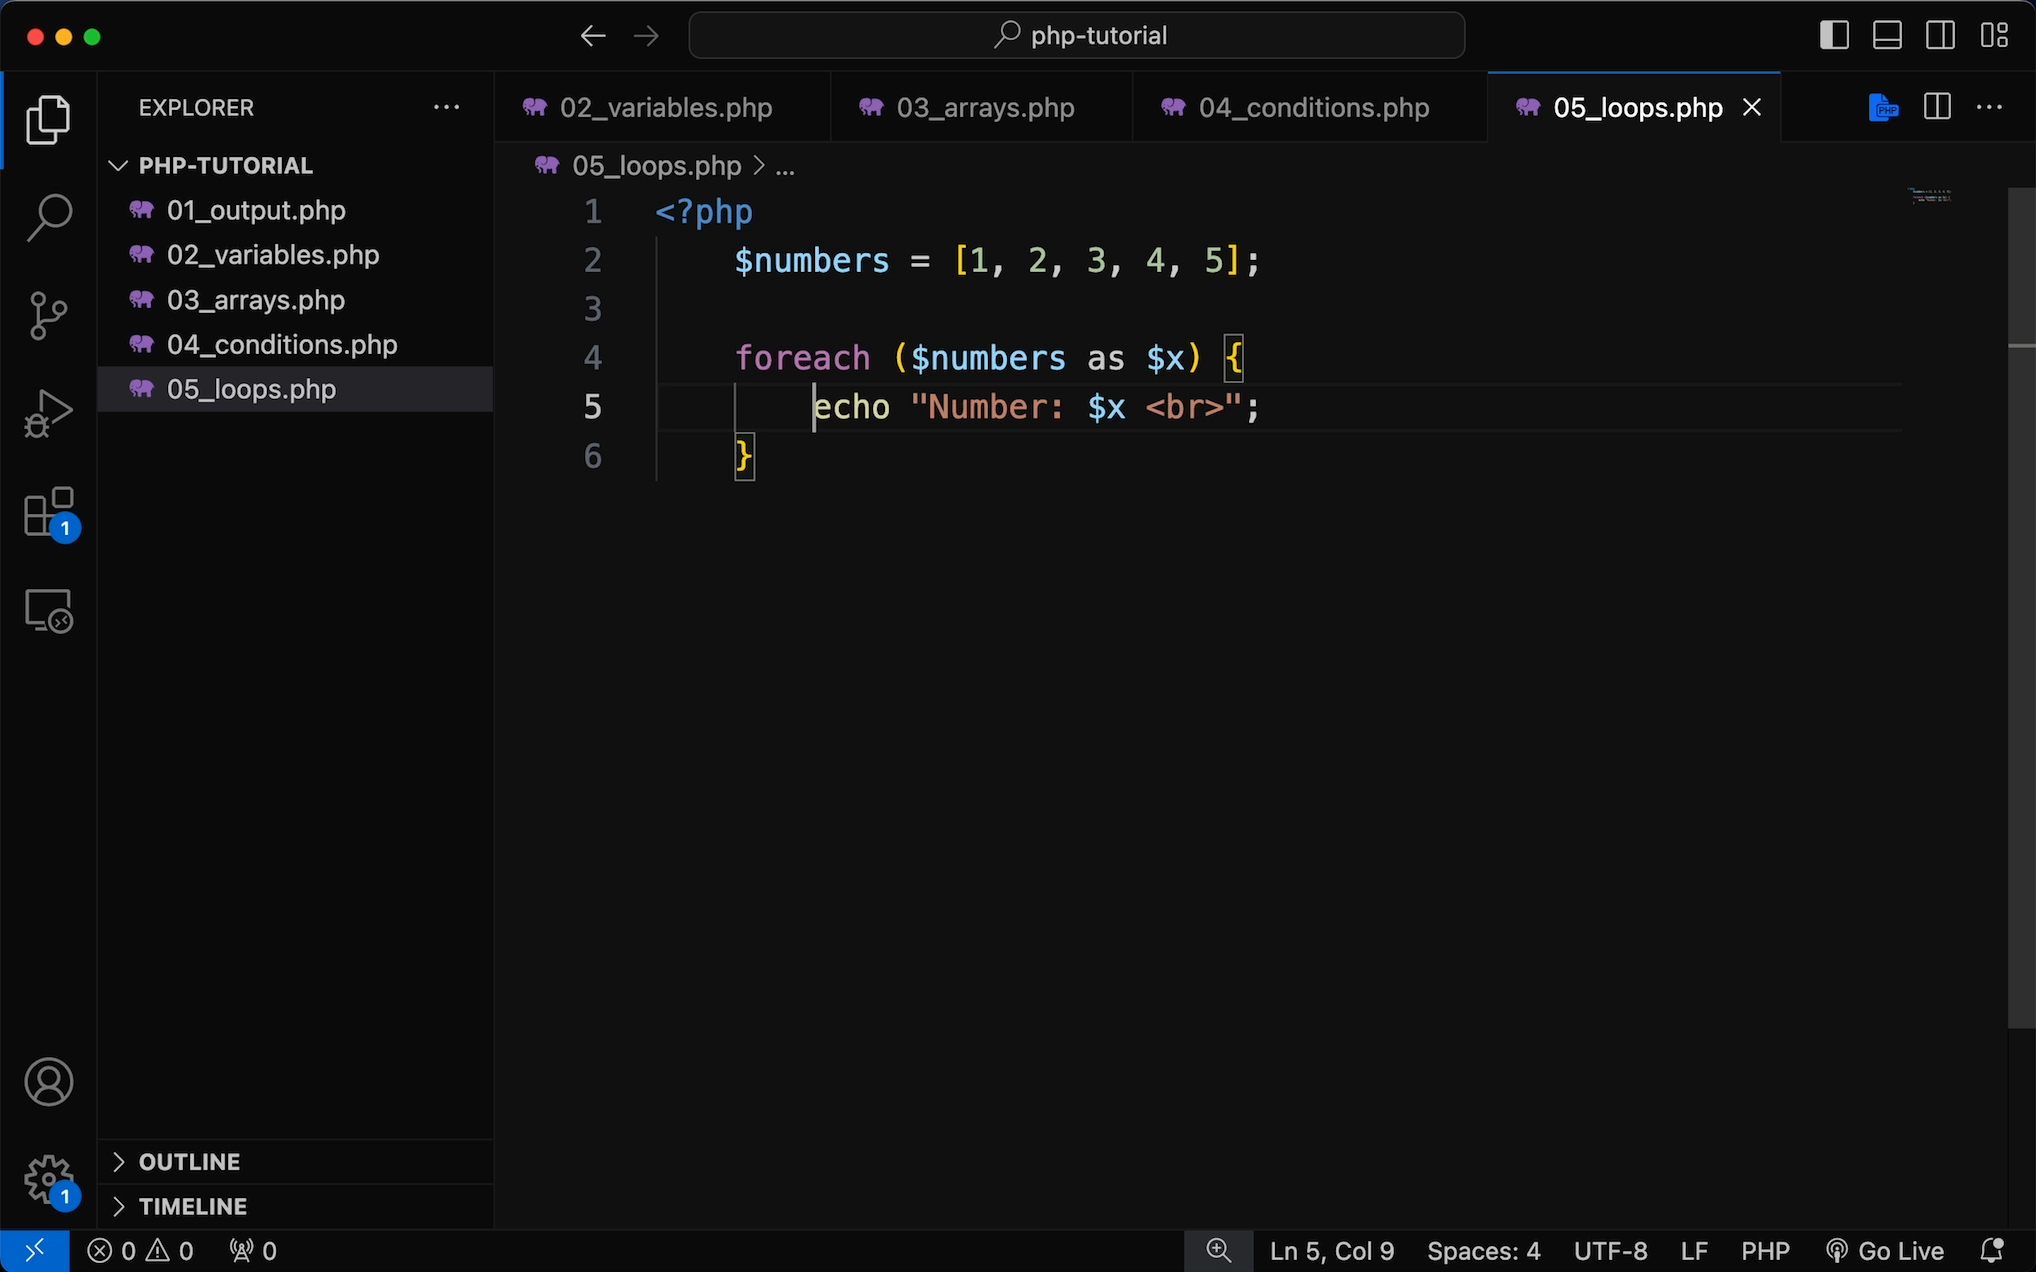 php-tutorial
EXPLORER
02_variables.php
03_arrays.php
04_conditions.php
05_loops.php
PHP-TUTORIAL
01_output.php
02_variables.php
03_arrays.php
04_conditions.php
05_loops.php
05_loops.php > ...
1 <?php
2 $numbers = [1, 2, 3, 4, 5];
3
4 foreach ($numbers as $x) {
5 echo "Number: $x <br>";
6 }
1
OUTLINE
1
TIMELINE
0 0 0
Ln 5, Col 9 Spaces: 4 UTF-8 LF PHP Go Live